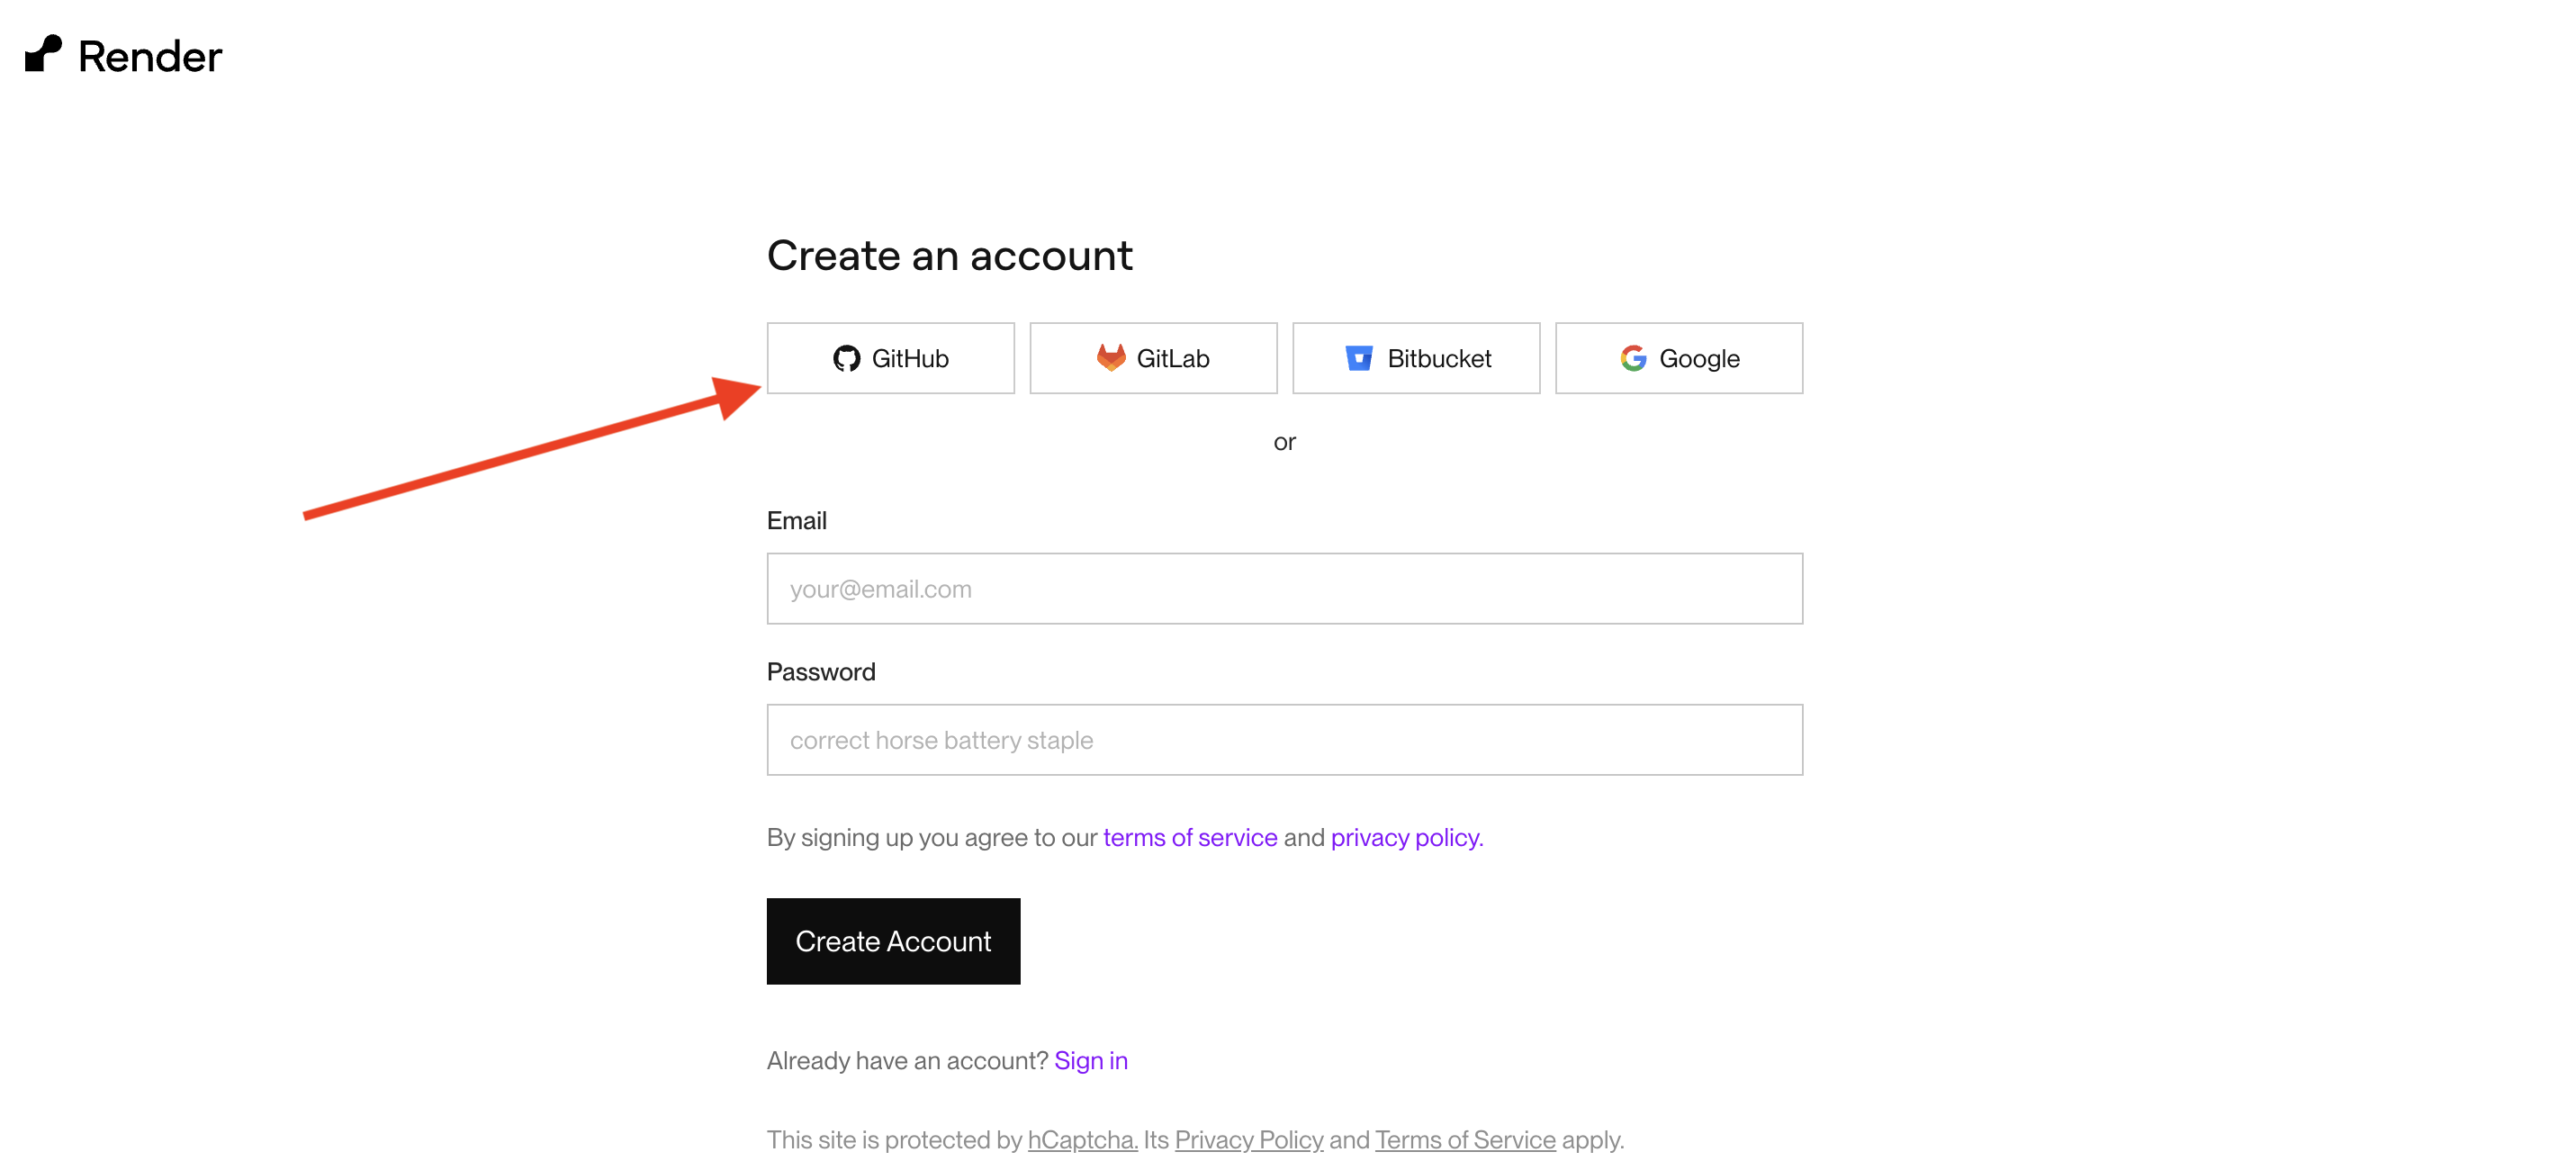 Render
Create an account
GitHub
GitLab
Bitbucket
Google
or
Email
your@email.com
Password
correct horse battery staple
By signing up you agree to our terms of service and privacy policy.
Create Account
Already have an account? Sign in
This site is protected by hCaptcha. Its Privacy Policy and Terms of Service apply.